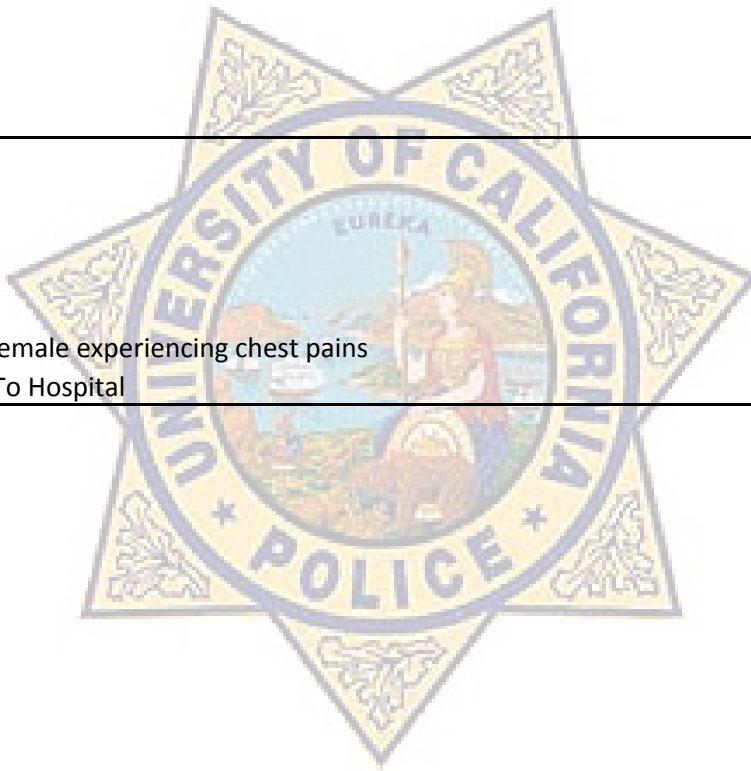 UNIVERSITY OF CALIFORNIA
EUREKA
emale experiencing chest pains
To Hospital
POLICE